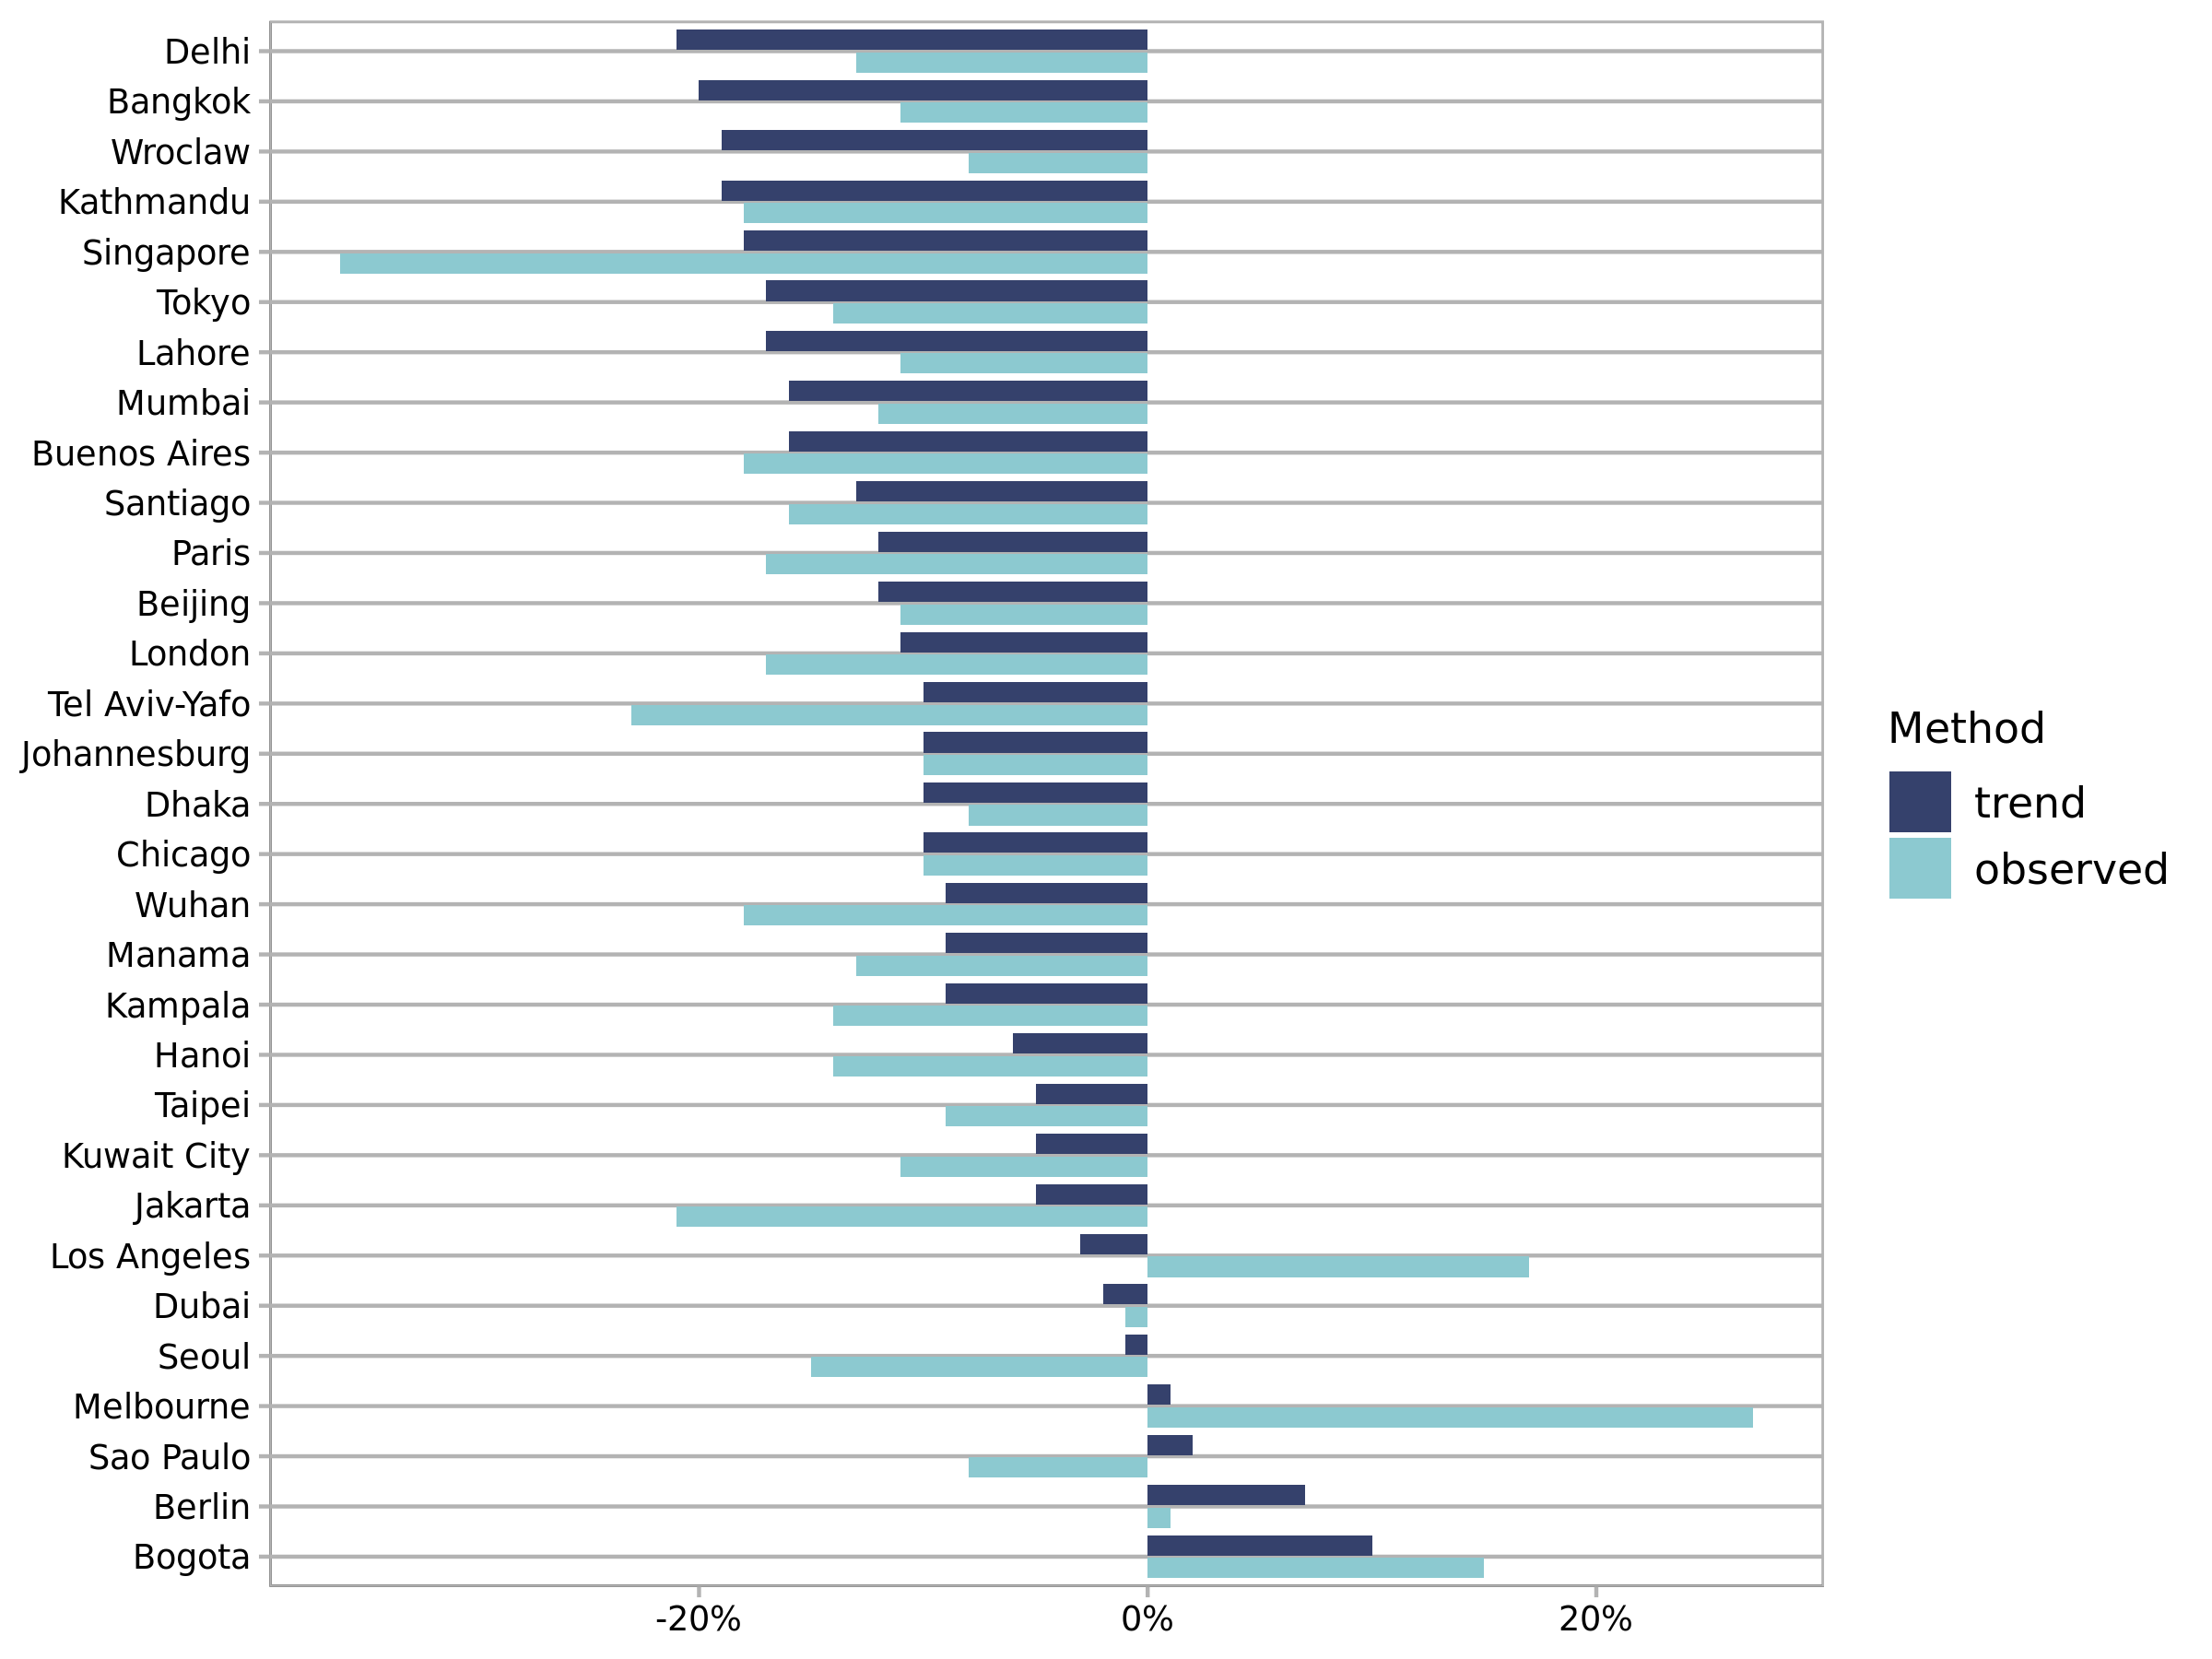 Delhi
Bangkok
Wroclaw
Kathmandu
Singapore
Tokyo
Lahore
Mumbai
Buenos Aires
Santiago
Paris
Beijing
London
Tel Aviv-Yafo
Johannesburg
Dhaka
Chicago
Wuhan
Manama
Kampala
Hanoi
Taipei
Kuwait City
Jakarta
Los Angeles
Dubai
Seoul
Melbourne
Sao Paulo
Berlin
Bogota
-20% 0% 20%
Method
trend
observed